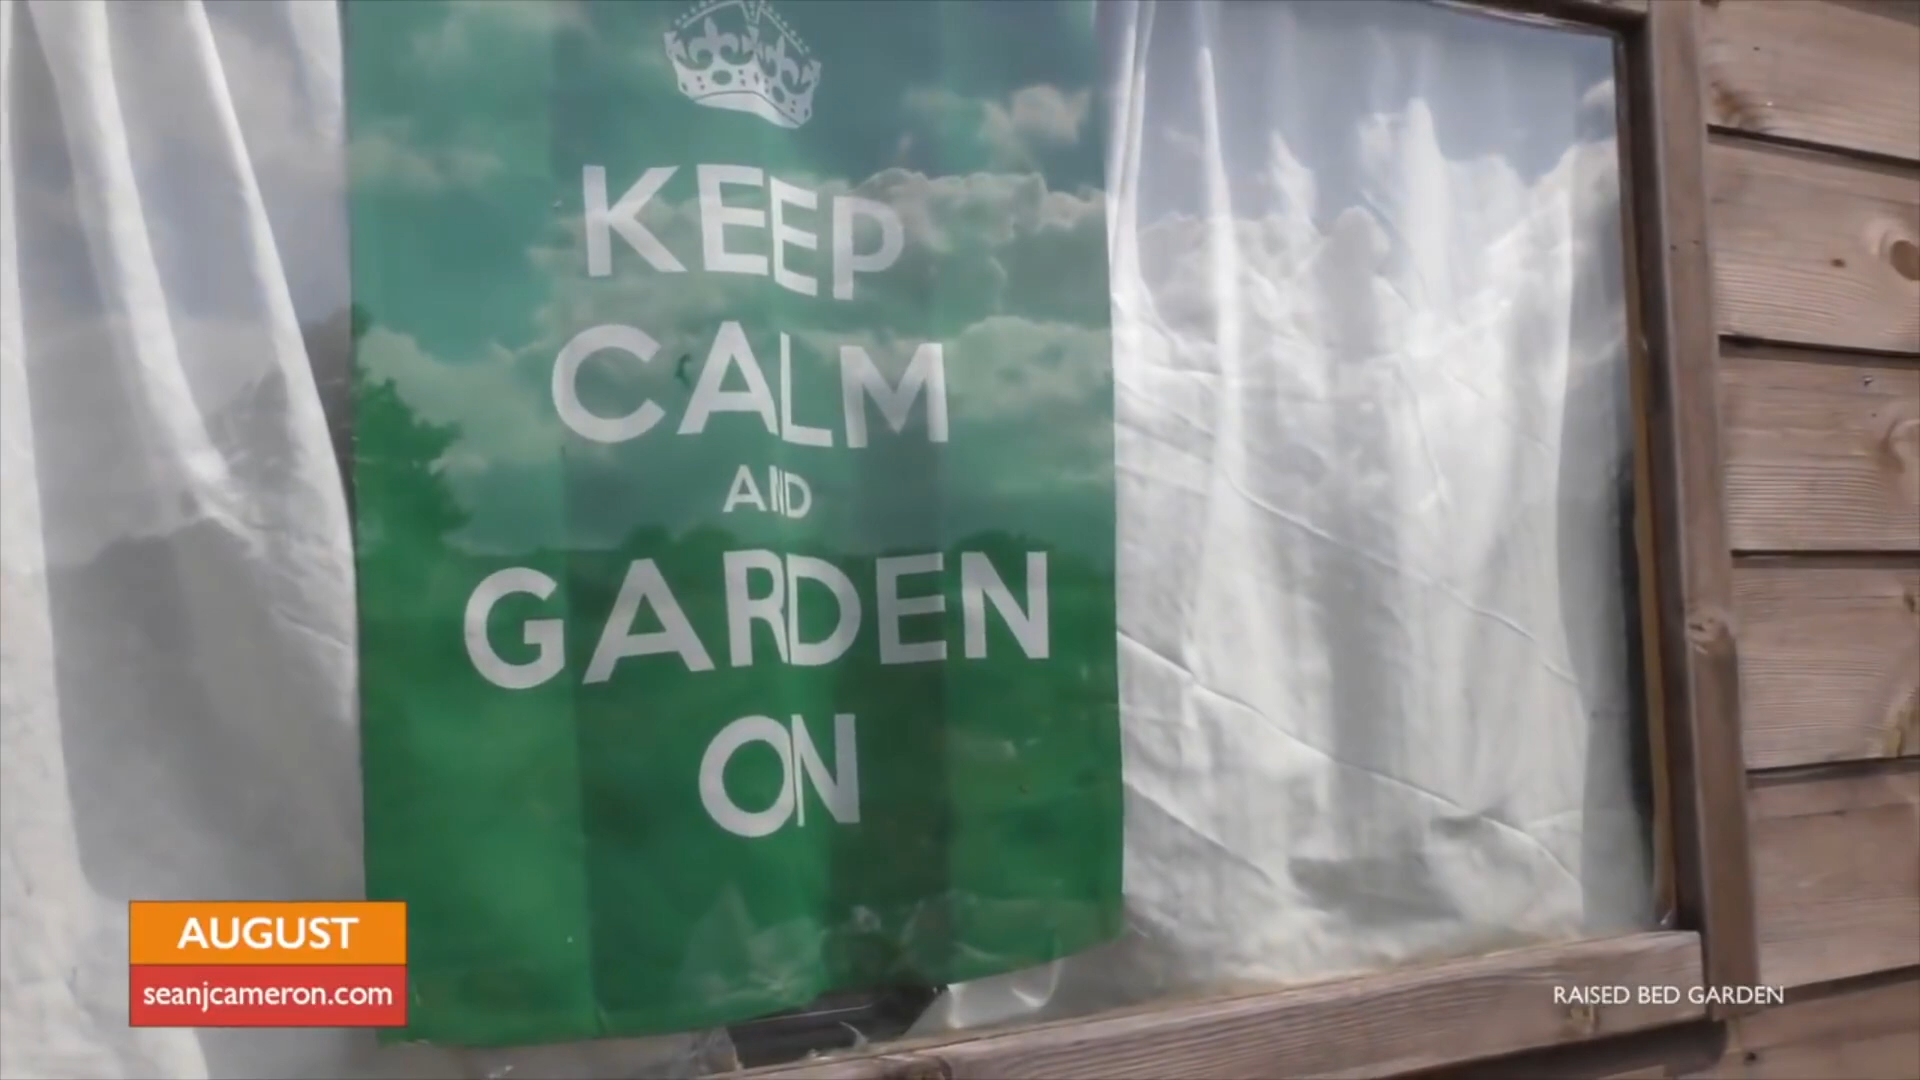 KEEP
CALM
AND
GARDEN
ON
AUGUST
seanjcameron.com
RAISED BED GARDEN